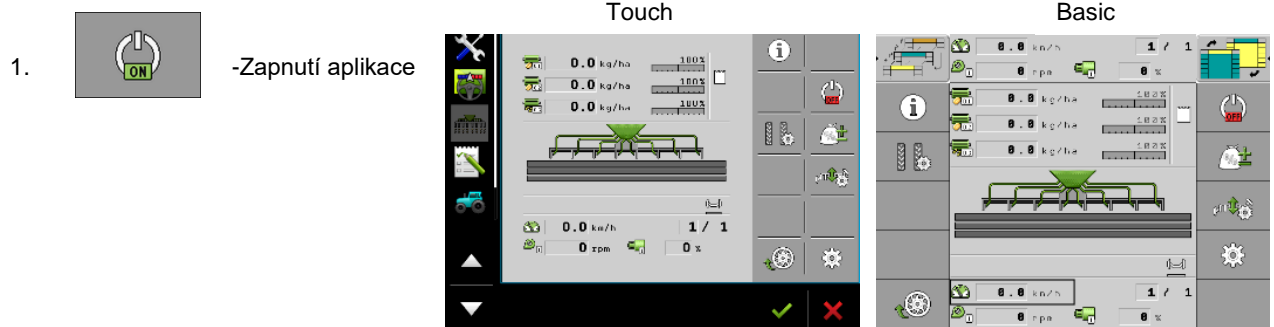 Touch
Basic
1.
ON
-Zapnutí aplikace
0.0 kg/ha 100%
0.0 kg/ha 100%
0.0 kg/ha 100%
OFF
0.0 km/h 1 / 1
0 rpm 0 %
0.0 km/h 1 / 1
0 rpm 0 %
0.0 kg/ha 100%
0.0 kg/ha 100%
0.0 kg/ha 100%
OFF
0.0 km/h 1 / 1
0 rpm 0 %